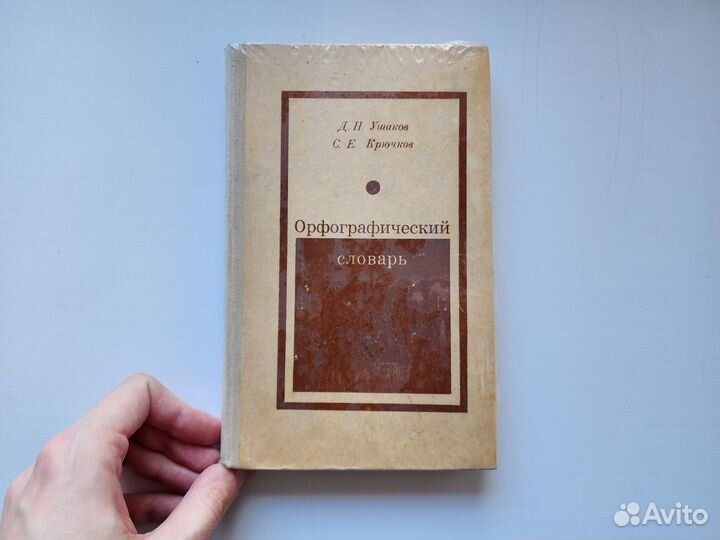 Д. Н. Ушаков
С. Е. Крючков
Орфографический
словарь
Avito